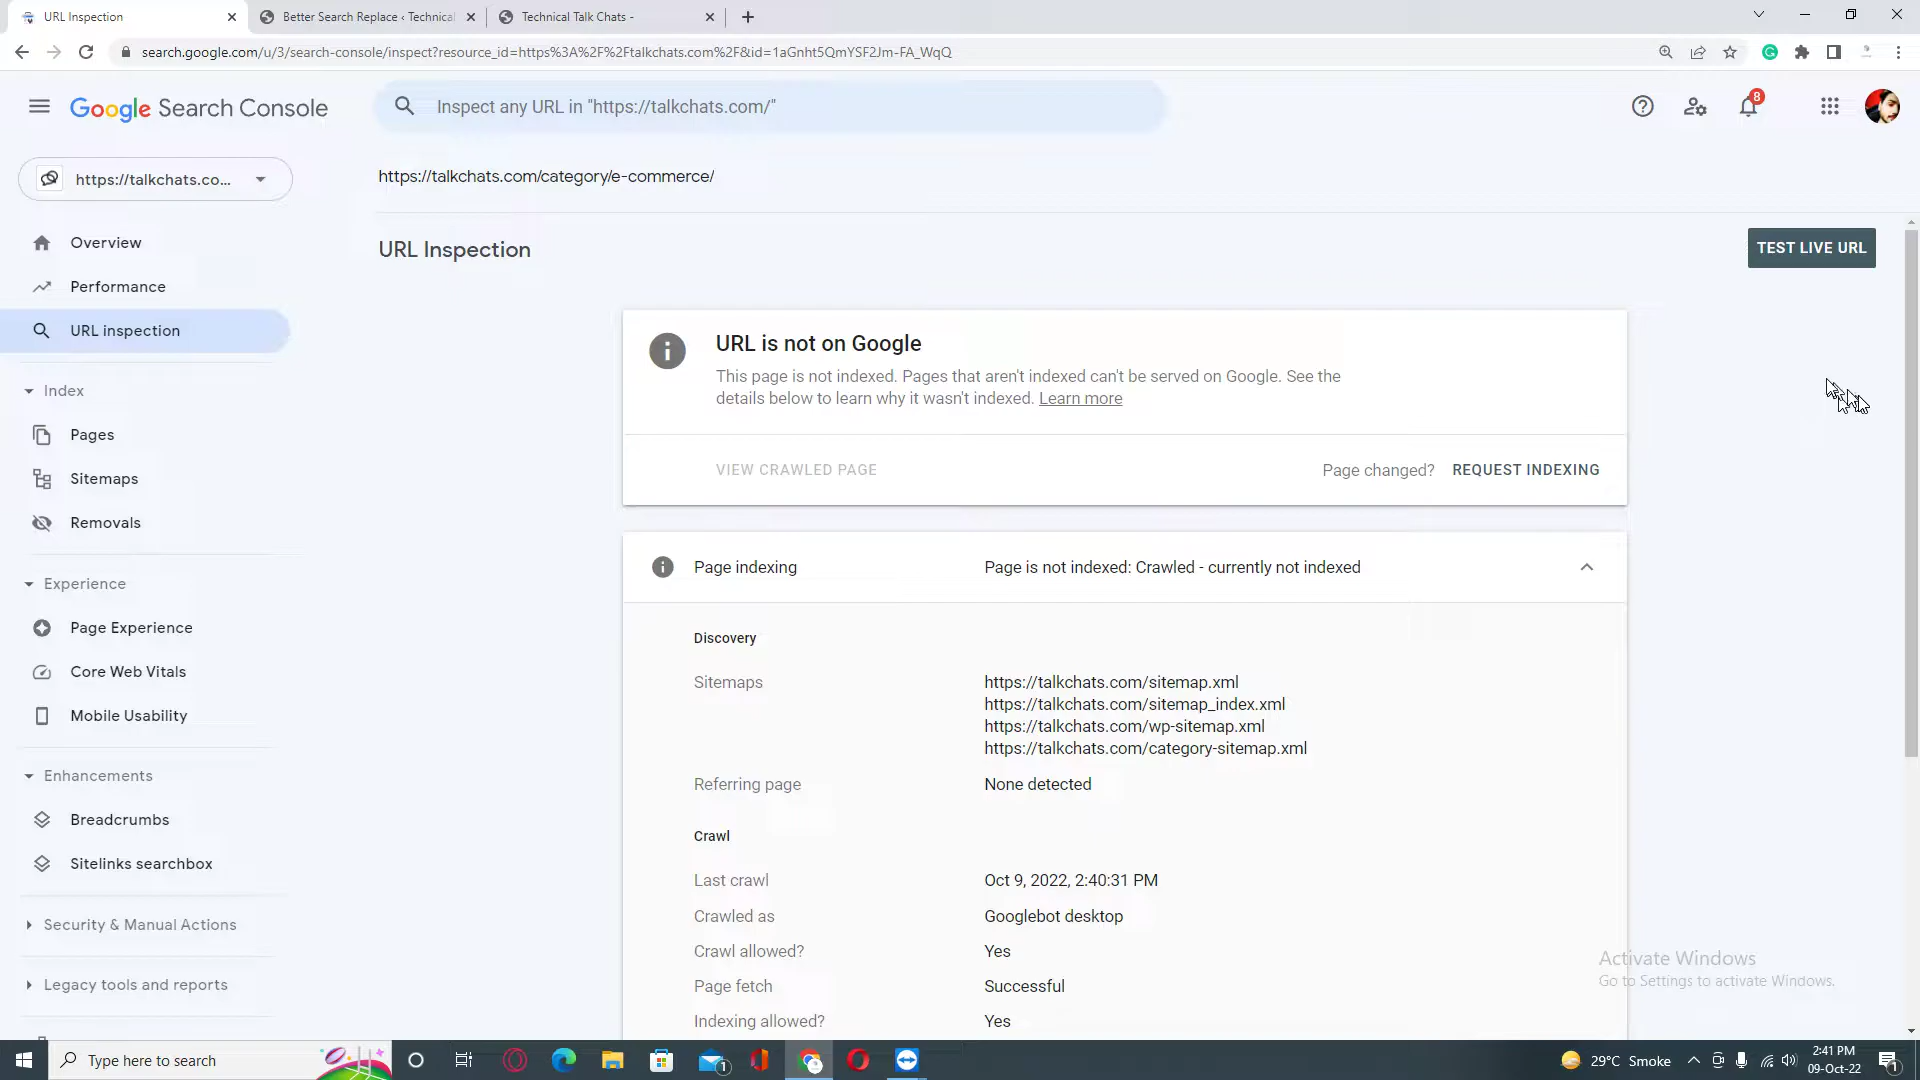 URL Inspection
Better Search Replace ‹ Technical
Technical Talk Chats -
search.google.com/u/3/search-console/inspect?resource_id=https%3A%2F%2Ftalkchats.com%2F&id=1aGnht5QmYSF2Jm-FA_WqQ
Google Search Console
Inspect any URL in "https://talkchats.com/"
8
https://talkchats.co...
https://talkchats.com/category/e-commerce/
Overview
Performance
URL inspection
Index
Pages
Sitemaps
Removals
Experience
Page Experience
Core Web Vitals
Mobile Usability
Enhancements
Breadcrumbs
Sitelinks searchbox
Security & Manual Actions
Legacy tools and reports
URL Inspection
TEST LIVE URL
URL is not on Google
This page is not indexed. Pages that aren't indexed can't be served on Google. See the
details below to learn why it wasn't indexed. Learn more
VIEW CRAWLED PAGE
Page changed? REQUEST INDEXING
Page indexing
Page is not indexed: Crawled - currently not indexed
Discovery
Sitemaps
https://talkchats.com/sitemap.xml
https://talkchats.com/sitemap_index.xml
https://talkchats.com/wp-sitemap.xml
https://talkchats.com/category-sitemap.xml
Referring page
None detected
Crawl
Last crawl
Oct 9, 2022, 2:40:31 PM
Crawled as
Googlebot desktop
Crawl allowed?
Yes
Page fetch
Successful
Indexing allowed?
Yes
Activate Windows
Go to Settings to activate Windows.
Type here to search
1
29°C Smoke
2:41 PM
09-Oct-22
1